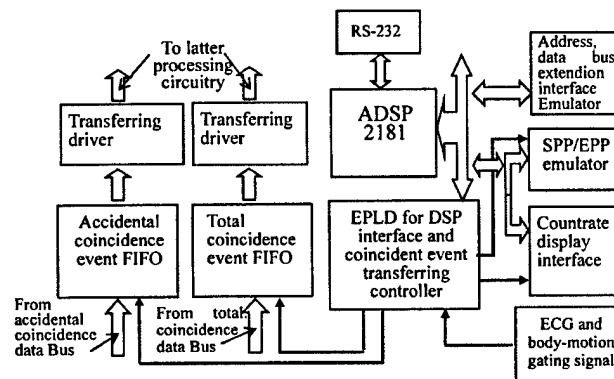 To latter
processing
circuitry
RS-232
Address,
data bus
extendion
interface
Emulator
Transferring
driver
Transferring
driver
ADSP
2181
SPP/EPP
emulator
Accidental
coincidence
event FIFO
Total
coincidence
event FIFO
EPLD for DSP
interface and
coincident event
transferring
controller
Countrate
display
interface
From
accidental
coincidence
data Bus
From total
coincidence
data Bus
ECG and
body-motion
gating signal